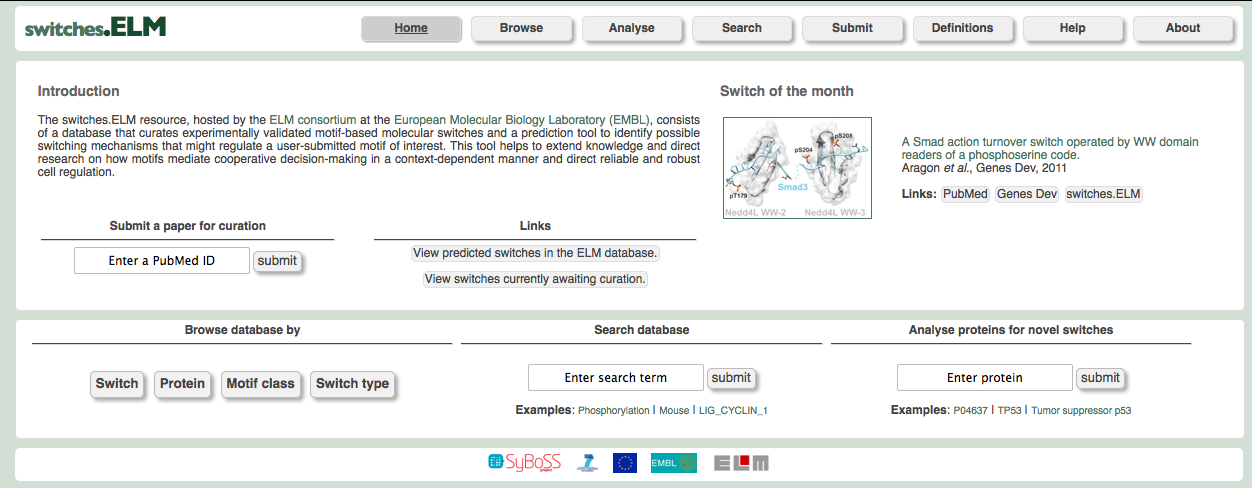 switches.ELM
Home
Browse
Analyse
Search
Submit
Definitions
Help
About
Introduction
The switches.ELM resource, hosted by the ELM consortium at the European Molecular Biology Laboratory (EMBL), consists
of a database that curates experimentally validated motif-based molecular switches and a prediction tool to identify possible
switching mechanisms that might regulate a user-submitted motif of interest. This tool helps to extend knowledge and direct
research on how motifs mediate cooperative decision-making in a context-dependent manner and direct reliable and robust
cell regulation.
Submit a paper for curation
Enter a PubMed ID
submit
Links
View predicted switches in the ELM database.
View switches currently awaiting curation.
Switch of the month
pS208
pS204
Smad3
pT179
Nedd4L WW-2
Nedd4L WW-3
A Smad action turnover switch operated by WW domain
readers of a phosphoserine code.
Aragon et al., Genes Dev, 2011
Links: PubMed Genes Dev switches.ELM
Browse database by
Switch
Protein
Motif class
Switch type
Search database
Enter search term
submit
Examples: Phosphorylation | Mouse | LIG_CYCLIN_1
Analyse proteins for novel switches
Enter protein
submit
Examples: P04637 | TP53 | Tumor suppressor p53
SyBoSS
project
7
EMBL
ELM